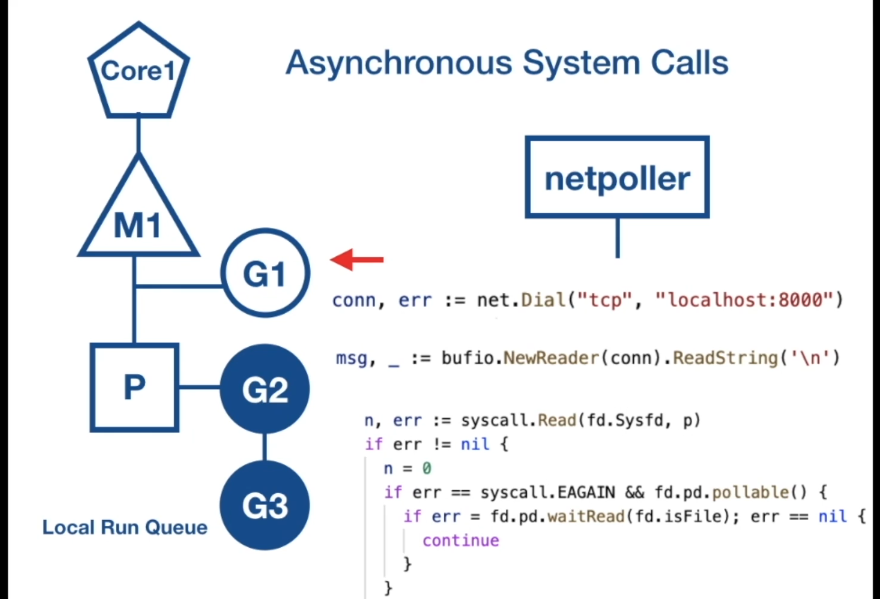 Core1
Asynchronous System Calls
netpoller
M1
G1
conn, err := net.Dial("tcp", "localhost:8000")
msg, _ := bufio.NewReader(conn).ReadString('\n')
P
G2
n, err := syscall.Read(fd.Sysfd, p)
if err != nil {
n = 0
if err == syscall.EAGAIN && fd.pd.pollable() {
if err = fd.pd.waitRead(fd.isFile); err == nil {
continue
}
}
G3
Local Run Queue